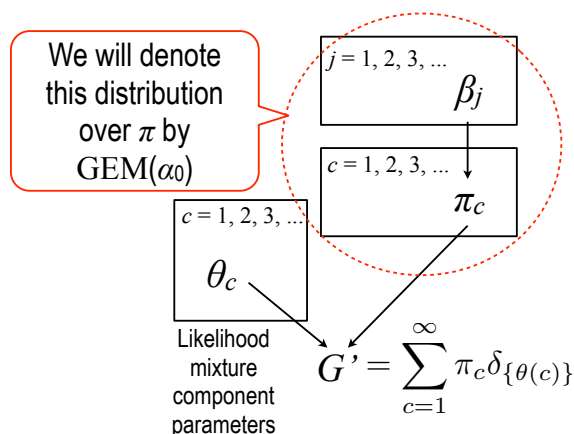 We will denote
this distribution
over π by
GEM(α0)
j = 1, 2, 3, ...
βj
c = 1, 2, 3, ...
πc
c = 1, 2, 3, ...
θc
Likelihood
mixture
component
parameters
G’ = ∑_{c=1}^{∞} πc δ{θ(c)}